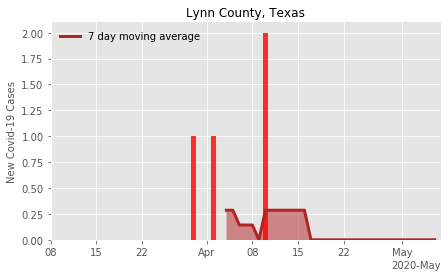 Lynn County, Texas
7 day moving average
New Covid-19 Cases
2.00
1.75
1.50
1.25
1.00
0.75
0.50
0.25
0.00
08
15
22
Apr
08
15
22
May
2020-May